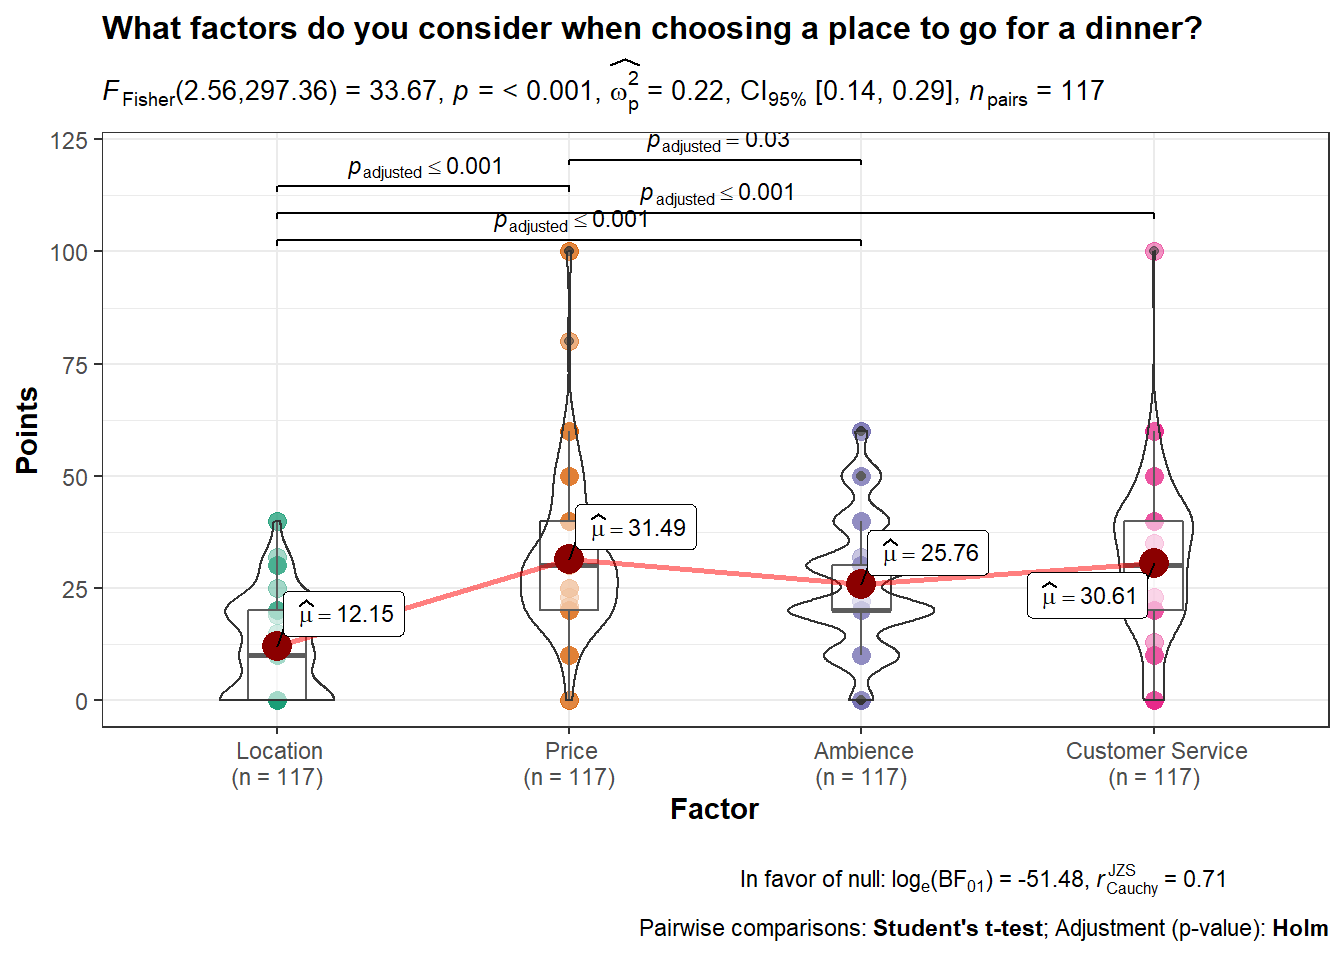 What factors do you consider when choosing a place to go for a dinner?
F Fisher(2.56,297.36) = 33.67, p = < 0.001, ω̂p² = 0.22, CI95% [0.14, 0.29], npairs = 117
125
100
75
50
25
0
Points
padjusted = 0.03
padjusted ≤ 0.001
padjusted ≤ 0.001
padjusted ≤ 0.001
μ̂ = 12.15
μ̂ = 31.49
μ̂ = 25.76
μ̂ = 30.61
Location
(n = 117)
Price
(n = 117)
Ambience
(n = 117)
Customer Service
(n = 117)
Factor
In favor of null: loge(BF01) = -51.48, rCauchyJZS = 0.71
Pairwise comparisons: Student's t-test; Adjustment (p-value): Holm